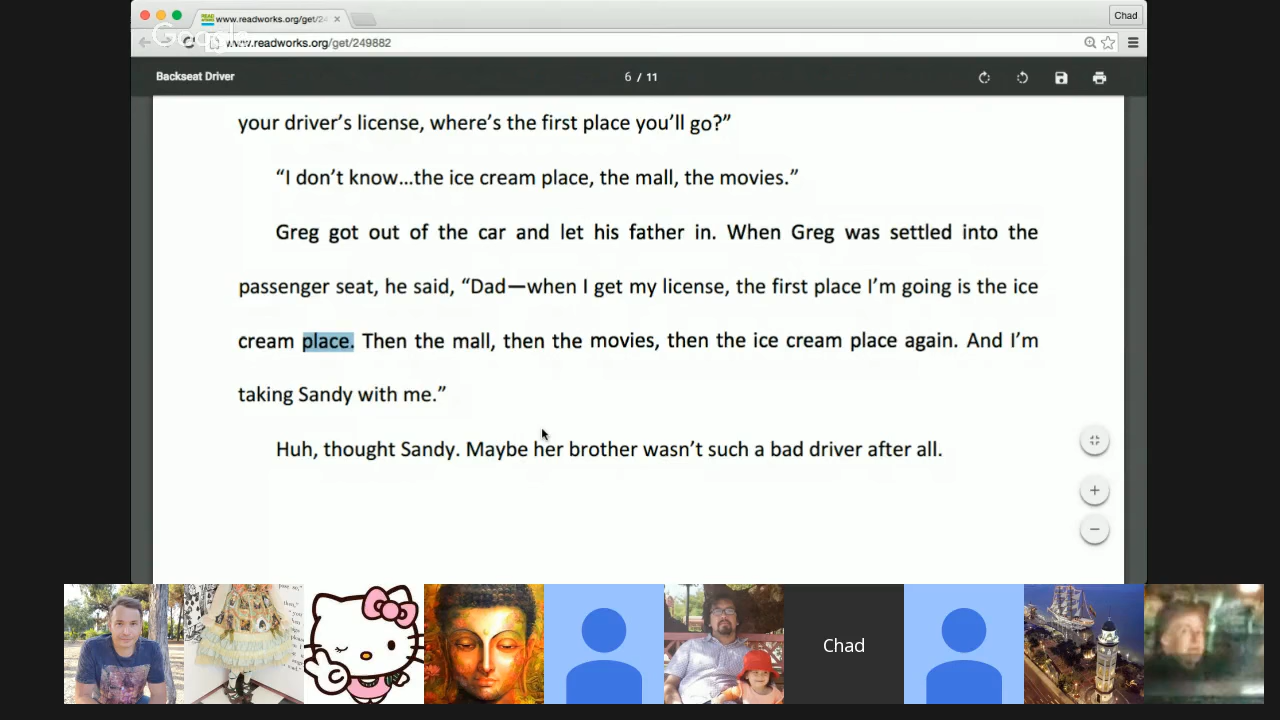 www.readworks.org/get/24
Chad
Google
www.readworks.org/get/249882
Backseat Driver
6 / 11
your driver’s license, where’s the first place you’ll go?”
“I don’t know…the ice cream place, the mall, the movies.”
Greg got out of the car and let his father in. When Greg was settled into the
passenger seat, he said, “Dad—when I get my license, the first place I’m going is the ice
cream place. Then the mall, then the movies, then the ice cream place again. And I’m
taking Sandy with me.”
Huh, thought Sandy. Maybe her brother wasn’t such a bad driver after all.
Chad